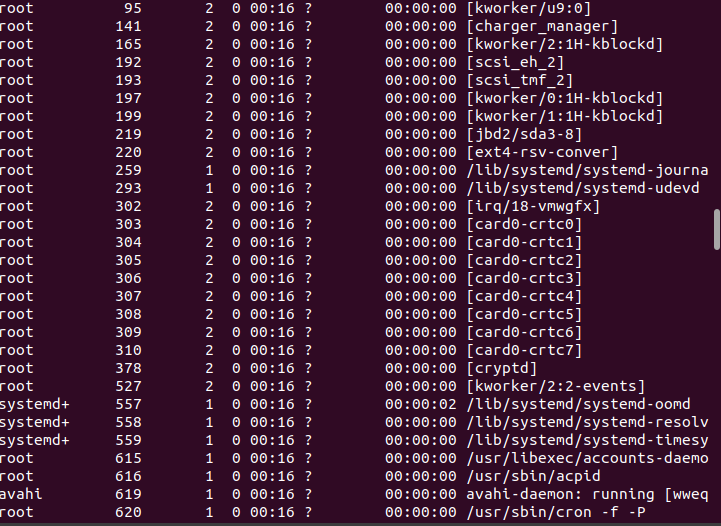 root 95 2 0 00:16 ? 00:00:00 [kworker/u9:0]
root 141 2 0 00:16 ? 00:00:00 [charger_manager]
root 165 2 0 00:16 ? 00:00:00 [kworker/2:1H-kblockd]
root 192 2 0 00:16 ? 00:00:00 [scsi_eh_2]
root 193 2 0 00:16 ? 00:00:00 [scsi_tmf_2]
root 197 2 0 00:16 ? 00:00:00 [kworker/0:1H-kblockd]
root 199 2 0 00:16 ? 00:00:00 [kworker/1:1H-kblockd]
root 219 2 0 00:16 ? 00:00:00 [jbd2/sda3-8]
root 220 2 0 00:16 ? 00:00:00 [ext4-rsv-conver]
root 259 1 0 00:16 ? 00:00:00 /lib/systemd/systemd-journa
root 293 1 0 00:16 ? 00:00:00 /lib/systemd/systemd-udevd
root 302 2 0 00:16 ? 00:00:00 [irq/18-vmwgfx]
root 303 2 0 00:16 ? 00:00:00 [card0-crtc0]
root 304 2 0 00:16 ? 00:00:00 [card0-crtc1]
root 305 2 0 00:16 ? 00:00:00 [card0-crtc2]
root 306 2 0 00:16 ? 00:00:00 [card0-crtc3]
root 307 2 0 00:16 ? 00:00:00 [card0-crtc4]
root 308 2 0 00:16 ? 00:00:00 [card0-crtc5]
root 309 2 0 00:16 ? 00:00:00 [card0-crtc6]
root 310 2 0 00:16 ? 00:00:00 [card0-crtc7]
root 378 2 0 00:16 ? 00:00:00 [cryptd]
root 527 2 0 00:16 ? 00:00:00 [kworker/2:2-events]
systemd+ 557 1 0 00:16 ? 00:00:02 /lib/systemd/systemd-oomd
systemd+ 558 1 0 00:16 ? 00:00:00 /lib/systemd/systemd-resolv
systemd+ 559 1 0 00:16 ? 00:00:00 /lib/systemd/systemd-timesy
root 615 1 0 00:16 ? 00:00:00 /usr/libexec/accounts-daemo
root 616 1 0 00:16 ? 00:00:00 /usr/sbin/acpid
avahi 619 1 0 00:16 ? 00:00:00 avahi-daemon: running [wweq
root 620 1 0 00:16 ? 00:00:00 /usr/sbin/cron -f -P